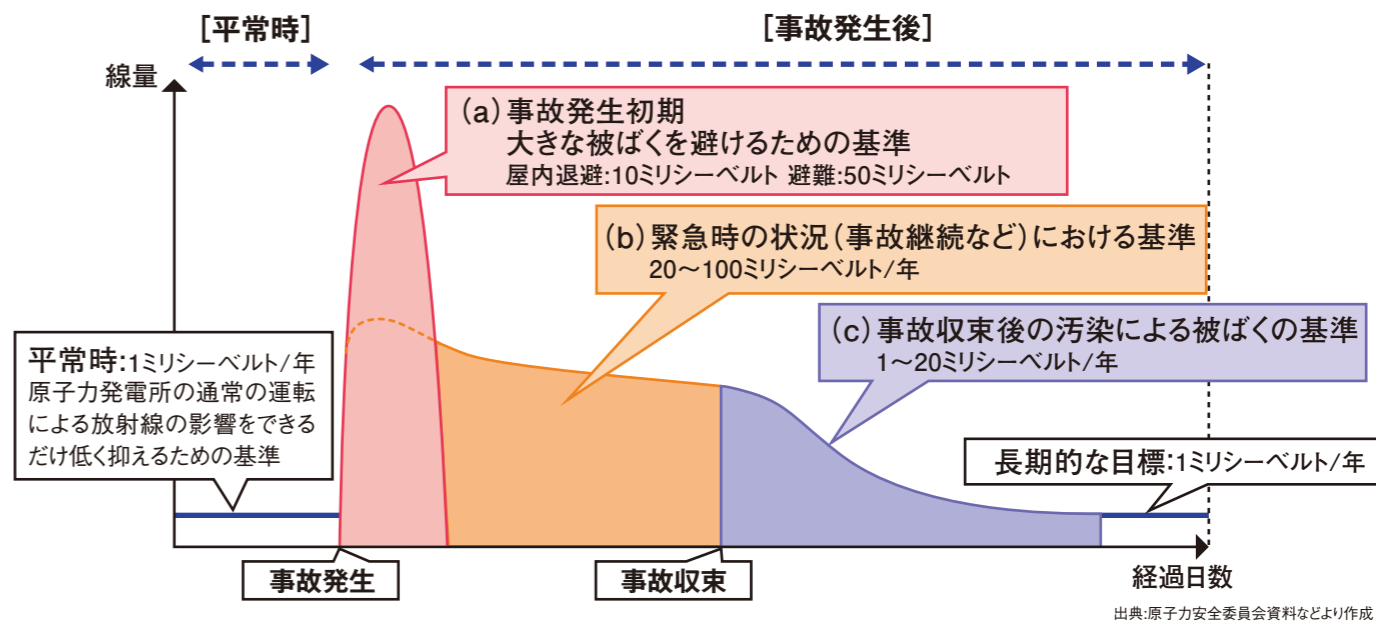 [平常時]
[事故発生後]
線量
(a)事故発生初期
大きな被ばくを避けるための基準
屋内退避:10ミリシーベルト 避難:50ミリシーベルト
(b)緊急時の状況(事故継続など)における基準
20〜100ミリシーベルト/年
(c)事故収束後の汚染による被ばくの基準
1〜20ミリシーベルト/年
平常時:1ミリシーベルト/年
原子力発電所の通常の運転
による放射線の影響をできる
だけ低く抑えるための基準
長期的な目標:1ミリシーベルト/年
事故発生
事故収束
経過日数
出典:原子力安全委員会資料などより作成